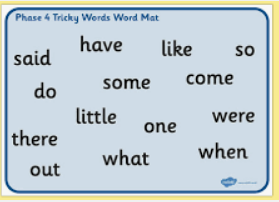 Phase 4 Tricky Words Word Mat
said have like so
do some come
little one were
there what when
out